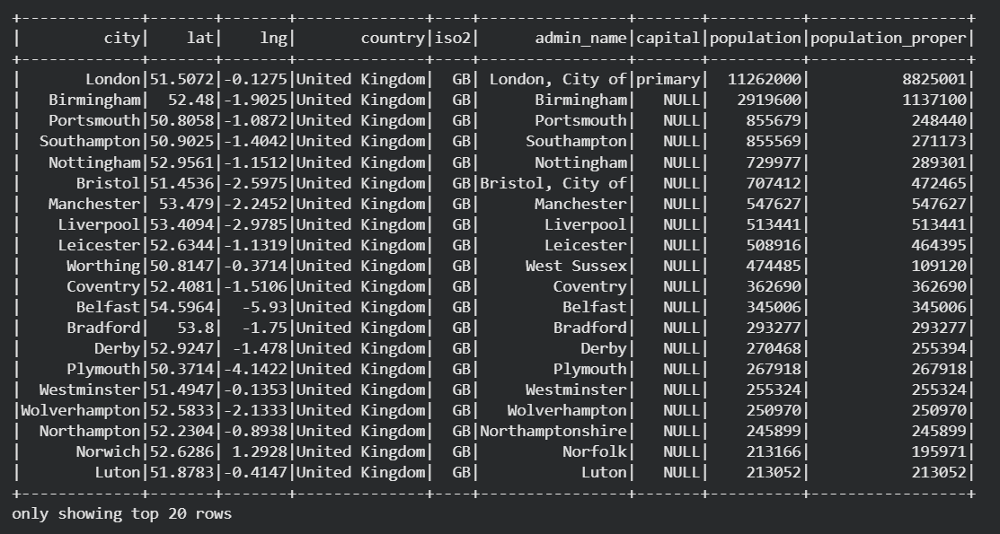 +-------------+-------+-------+--------------+----+----------------+-------+----------+-----------------+
|         city|    lat|    lng|       country|iso2|      admin_name|capital|population|population_proper|
+-------------+-------+-------+--------------+----+----------------+-------+----------+-----------------+
|       London|51.5072|-0.1275|United Kingdom|  GB| London, City of|primary|  11262000|          8825001|
|   Birmingham|  52.48|-1.9025|United Kingdom|  GB|      Birmingham|   NULL|   2919600|          1137100|
|   Portsmouth|50.8058|-1.0872|United Kingdom|  GB|      Portsmouth|   NULL|    855679|           248440|
|  Southampton|50.9025|-1.4042|United Kingdom|  GB|     Southampton|   NULL|    855569|           271173|
|   Nottingham|52.9561|-1.1512|United Kingdom|  GB|      Nottingham|   NULL|    729977|           289301|
|      Bristol|51.4536|-2.5975|United Kingdom|  GB|Bristol, City of|   NULL|    707412|           472465|
|   Manchester| 53.479|-2.2452|United Kingdom|  GB|      Manchester|   NULL|    547627|           547627|
|    Liverpool|53.4094|-2.9785|United Kingdom|  GB|       Liverpool|   NULL|    513441|           513441|
|    Leicester|52.6344|-1.1319|United Kingdom|  GB|       Leicester|   NULL|    508916|           464395|
|     Worthing|50.8147|-0.3714|United Kingdom|  GB|     West Sussex|   NULL|    474485|           109120|
|     Coventry|52.4081|-1.5106|United Kingdom|  GB|        Coventry|   NULL|    362690|           362690|
|      Belfast|54.5964|  -5.93|United Kingdom|  GB|         Belfast|   NULL|    345006|           345006|
|     Bradford|   53.8|  -1.75|United Kingdom|  GB|        Bradford|   NULL|    293277|           293277|
|        Derby|52.9247| -1.478|United Kingdom|  GB|           Derby|   NULL|    270468|           255394|
|     Plymouth|50.3714|-4.1422|United Kingdom|  GB|        Plymouth|   NULL|    267918|           267918|
|  Westminster|51.4947|-0.1353|United Kingdom|  GB|     Westminster|   NULL|    255324|           255324|
|Wolverhampton|52.5833|-2.1333|United Kingdom|  GB|   Wolverhampton|   NULL|    250970|           250970|
|  Northampton|52.2304|-0.8938|United Kingdom|  GB|Northamptonshire|   NULL|    245899|           245899|
|      Norwich|52.6286| 1.2928|United Kingdom|  GB|         Norfolk|   NULL|    213166|           195971|
|        Luton|51.8783|-0.4147|United Kingdom|  GB|           Luton|   NULL|    213052|           213052|
+-------------+-------+-------+--------------+----+----------------+-------+----------+-----------------+
only showing top 20 rows